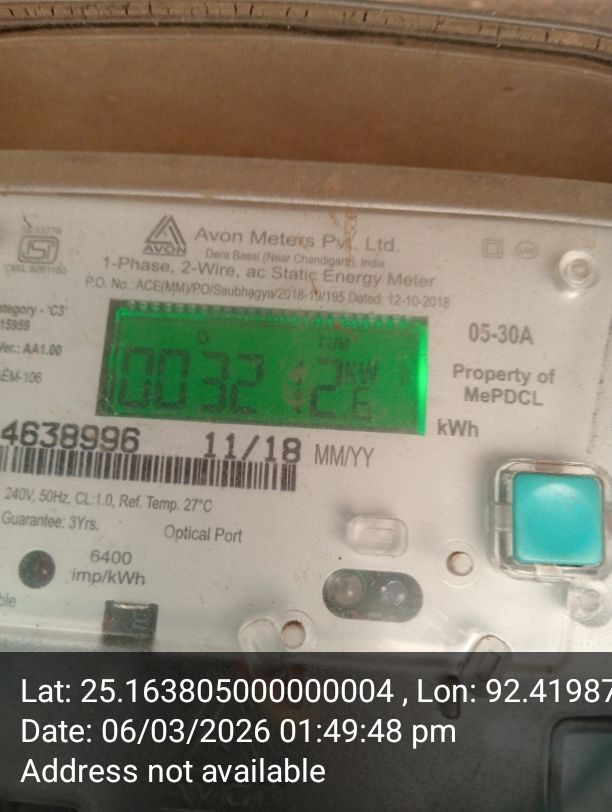 AVON
Avon Meters Pvt. Ltd.
Dera Bassi (Near Chandigarh), India
1-Phase, 2-Wire, ac Static Energy Meter
P.O. No.: ACE(MM)/PO/Saubhagya/2018-19/195 Dated: 12-10-2018
ategory - 'C3'
15959
Ver.: AA1.00
AEM-106
CUM
kW
05-30A
Property of
MePDCL
kWh
4638996 11/18 MM/YY
240V, 50Hz, CL:1.0, Ref. Temp. 27°C
Guarantee: 3Yrs.
Optical Port
6400
imp/kWh
Lat: 25.163805000000004 , Lon: 92.41987
Date: 06/03/2026 01:49:48 pm
Address not available